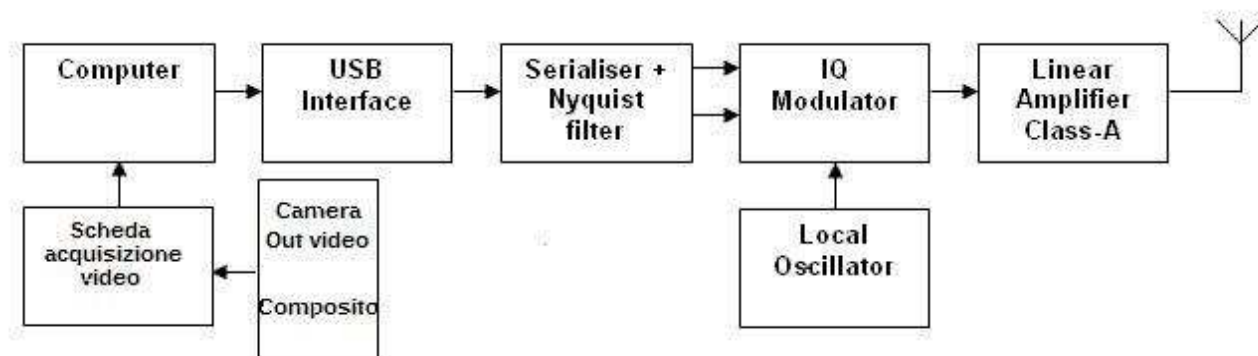 Computer
USB
Interface
Serialiser +
Nyquist
filter
IQ
Modulator
Linear
Amplifier
Class-A
Scheda
acquisizione
video
Camera
Out video
Composito
Local
Oscillator